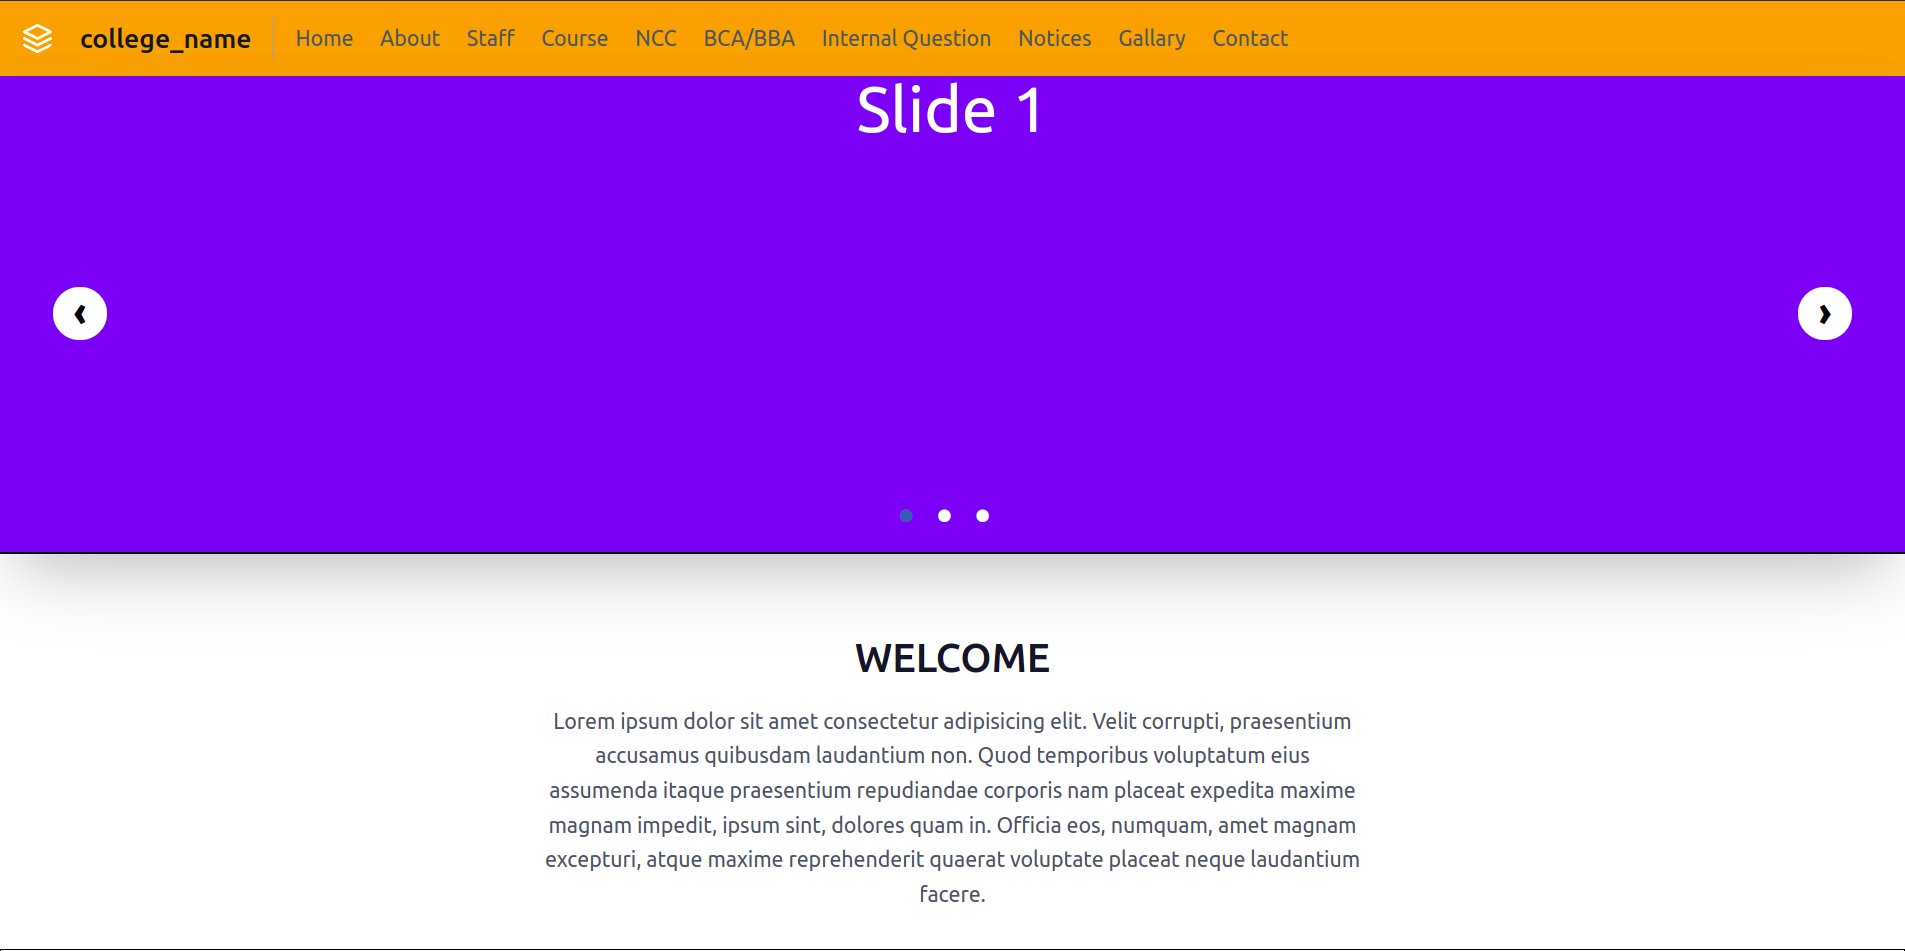 college_name Home About Staff Course NCC BCA/BBA Internal Question Notices Gallary Contact
Slide 1
‹ ›
WELCOME
Lorem ipsum dolor sit amet consectetur adipisicing elit. Velit corrupti, praesentium
accusamus quibusdam laudantium non. Quod temporibus voluptatum eius
assumenda itaque praesentium repudiandae corporis nam placeat expedita maxime
magnam impedit, ipsum sint, dolores quam in. Officia eos, numquam, amet magnam
excepturi, atque maxime reprehenderit quaerat voluptate placeat neque laudantium
facere.